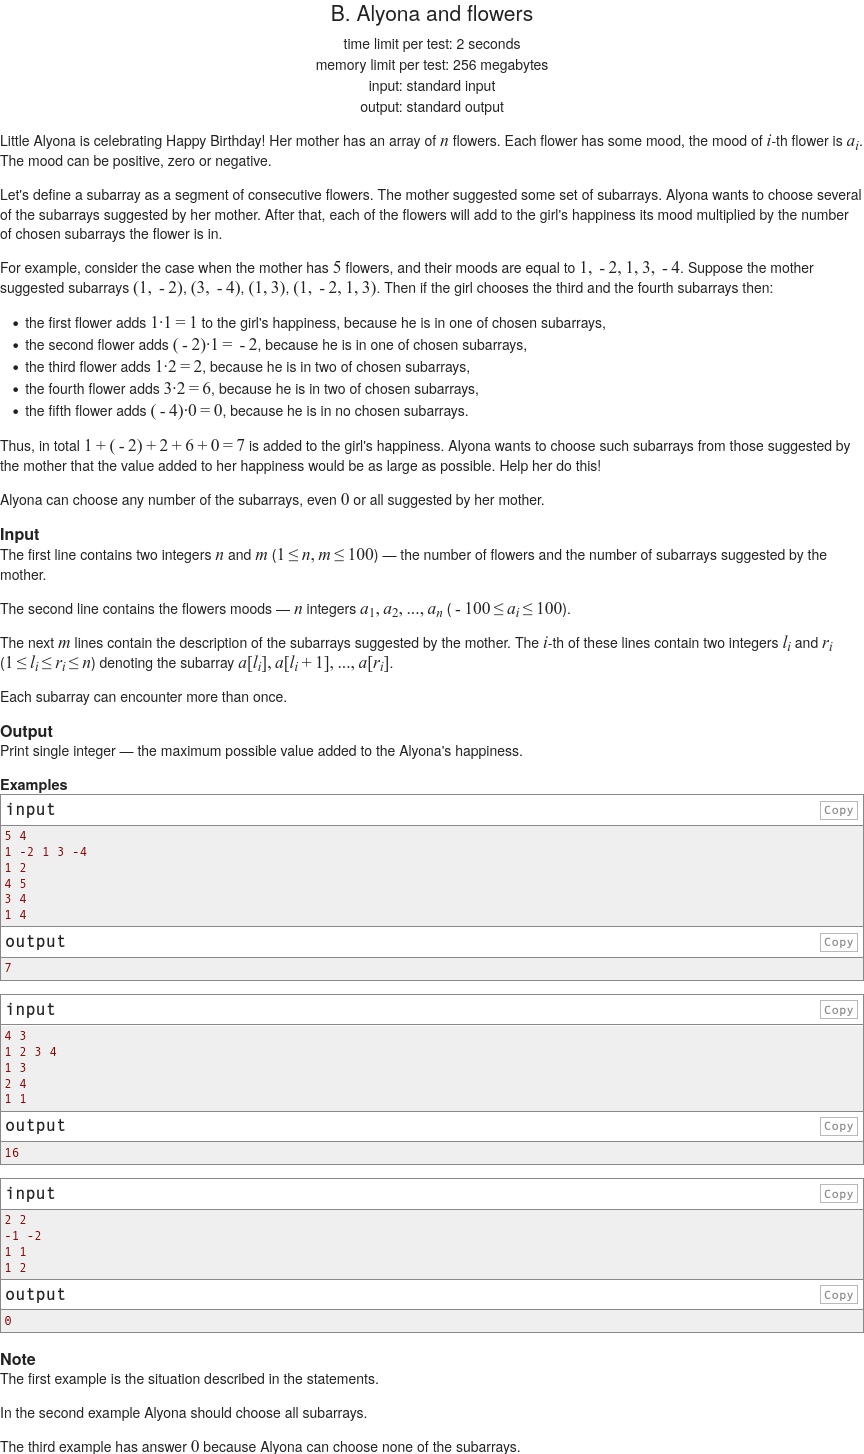 B. Alyona and flowers
time limit per test: 2 seconds
memory limit per test: 256 megabytes
input: standard input
output: standard output
Little Alyona is celebrating Happy Birthday! Her mother has an array of n flowers. Each flower has some mood, the mood of i-th flower is a_i.
The mood can be positive, zero or negative.
Let's define a subarray as a segment of consecutive flowers. The mother suggested some set of subarrays. Alyona wants to choose several
of the subarrays suggested by her mother. After that, each of the flowers will add to the girl's happiness its mood multiplied by the number
of chosen subarrays the flower is in.
For example, consider the case when the mother has 5 flowers, and their moods are equal to 1, - 2, 1, 3, - 4. Suppose the mother
suggested subarrays (1, - 2), (3, - 4), (1, 3), (1, - 2, 1, 3). Then if the girl chooses the third and the fourth subarrays then:
• the first flower adds 1·1 = 1 to the girl's happiness, because he is in one of chosen subarrays,
• the second flower adds ( - 2)·1 = - 2, because he is in one of chosen subarrays,
• the third flower adds 1·2 = 2, because he is in two of chosen subarrays,
• the fourth flower adds 3·2 = 6, because he is in two of chosen subarrays,
• the fifth flower adds ( - 4)·0 = 0, because he is in no chosen subarrays.
Thus, in total 1 + ( - 2) + 2 + 6 + 0 = 7 is added to the girl's happiness. Alyona wants to choose such subarrays from those suggested by
the mother that the value added to her happiness would be as large as possible. Help her do this!
Alyona can choose any number of the subarrays, even 0 or all suggested by her mother.
Input
The first line contains two integers n and m (1 ≤ n, m ≤ 100) — the number of flowers and the number of subarrays suggested by the
mother.
The second line contains the flowers moods — n integers a_1, a_2, ..., a_n ( - 100 ≤ a_i ≤ 100).
The next m lines contain the description of the subarrays suggested by the mother. The i-th of these lines contain two integers l_i and r_i
(1 ≤ l_i ≤ r_i ≤ n) denoting the subarray a[l_i], a[l_i + 1], ..., a[r_i].
Each subarray can encounter more than once.
Output
Print single integer — the maximum possible value added to the Alyona's happiness.
Examples
input Copy
5 4
1 -2 1 3 -4
1 2
4 5
3 4
1 4
output Copy
7
input Copy
4 3
1 2 3 4
1 3
2 4
1 1
output Copy
16
input Copy
2 2
-1 -2
1 1
1 2
output Copy
0
Note
The first example is the situation described in the statements.
In the second example Alyona should choose all subarrays.
The third example has answer 0 because Alyona can choose none of the subarrays.